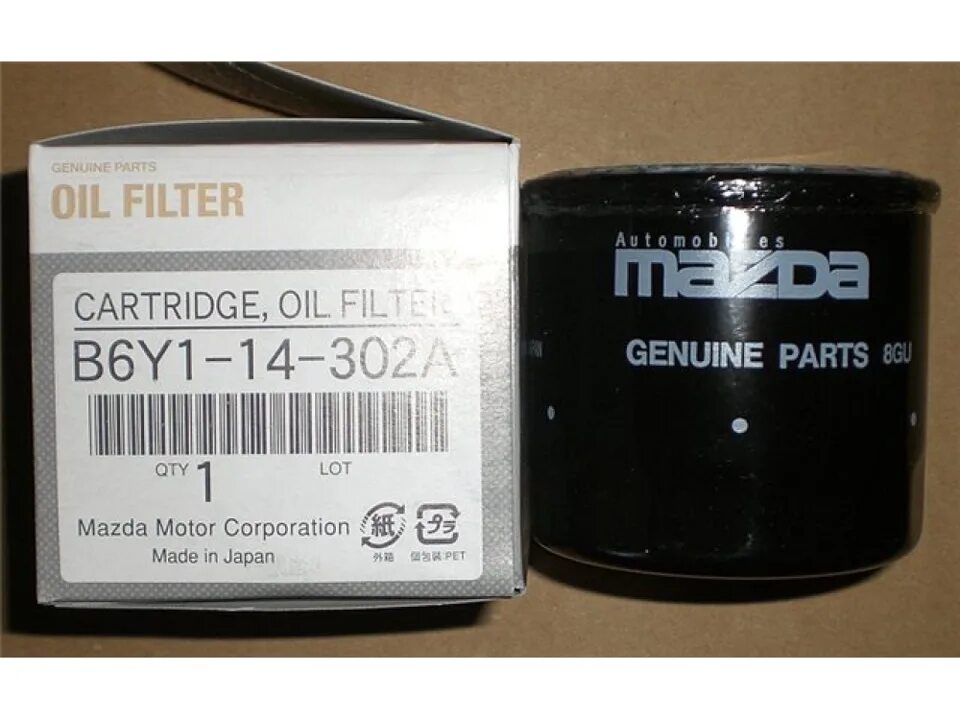 GENUINE PARTS
OIL FILTER
CARTRIDGE, OIL FILTER
B6Y1-14-302A
QTY 1 LOT
Mazda Motor Corporation
Made in Japan
紙
外箱
プラ
個包装:PET
Automobiles
mazda
GENUINE PARTS 8GU